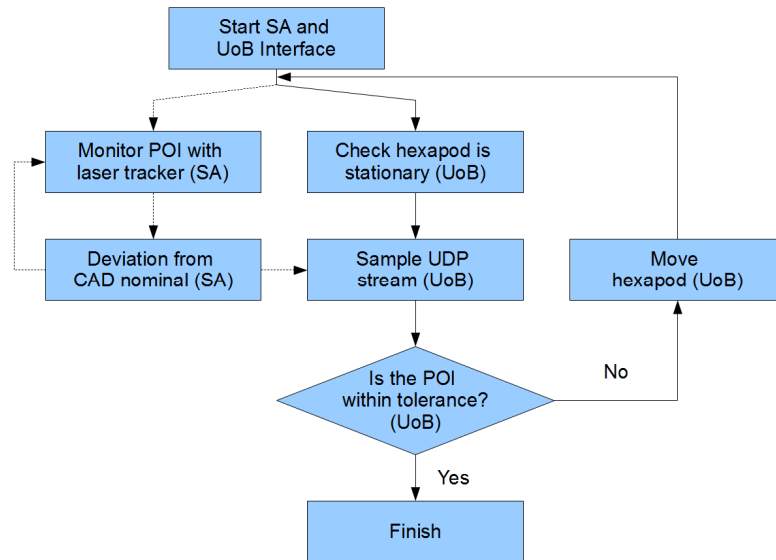 Start SA and
UoB Interface
Monitor POI with
laser tracker (SA)
Check hexapod is
stationary (UoB)
Deviation from
CAD nominal (SA)
Sample UDP
stream (UoB)
Move
hexapod (UoB)
Is the POI
within tolerance?
(UoB)
No
Yes
Finish